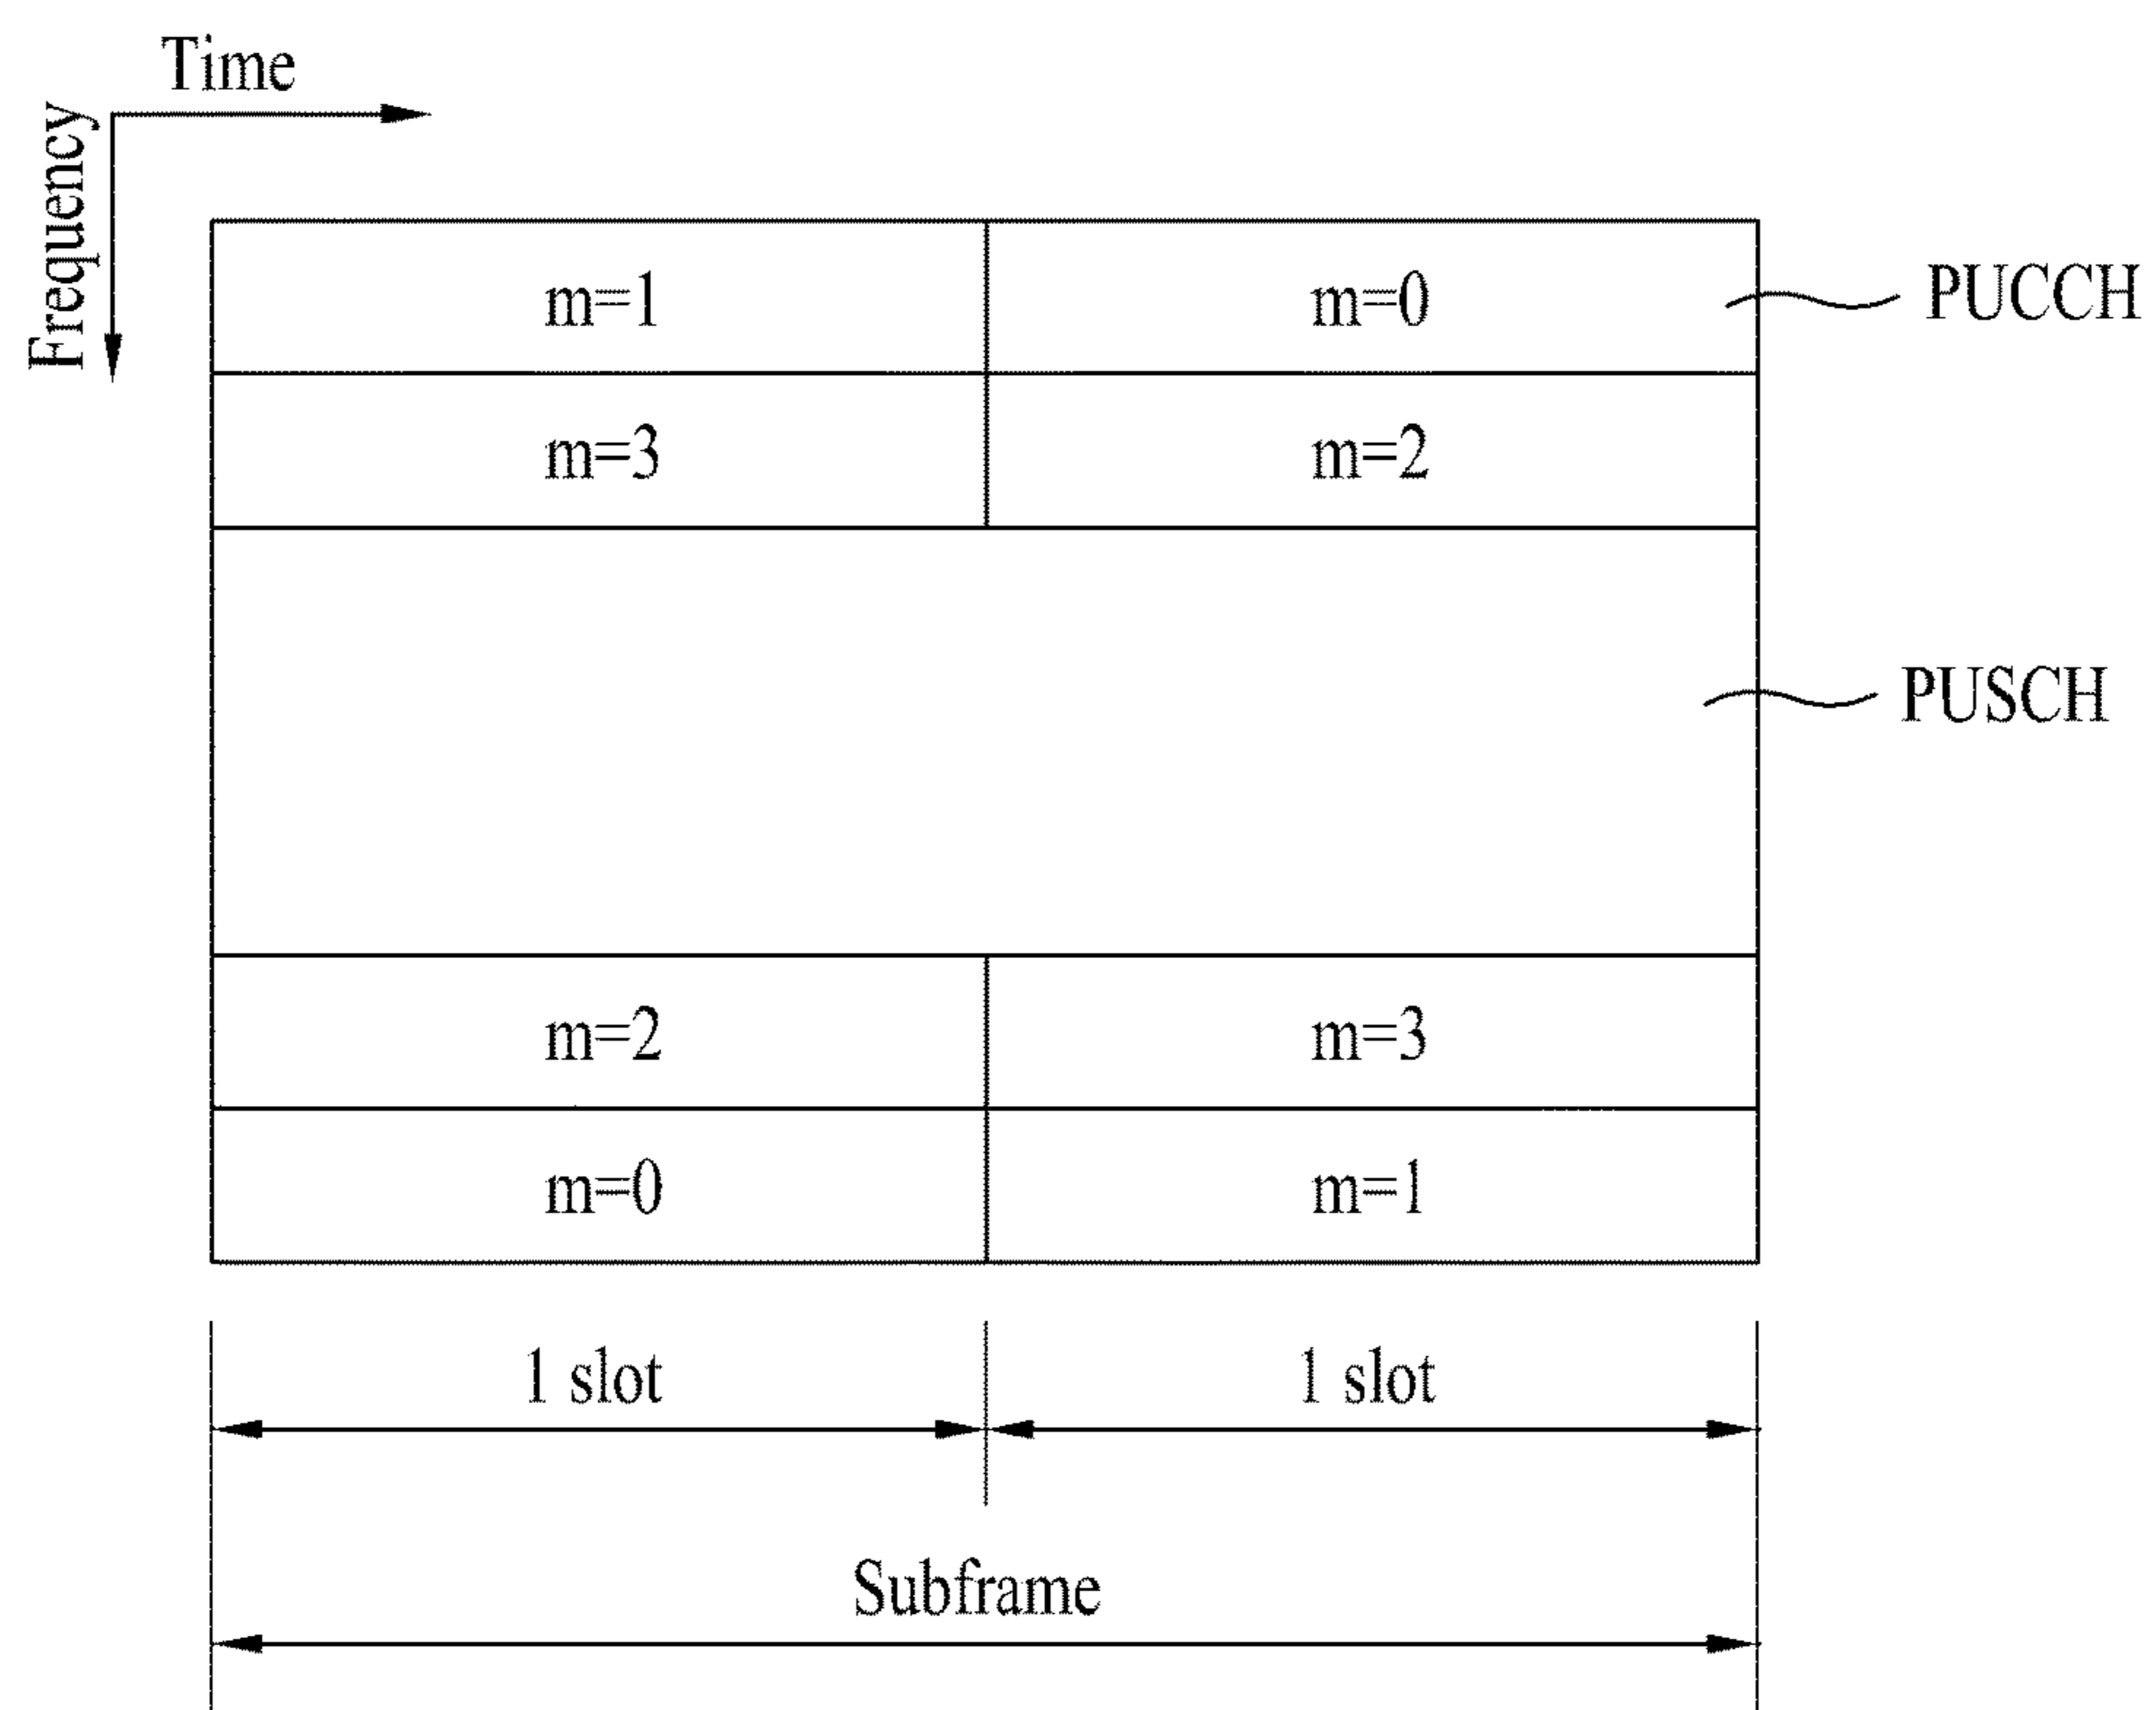 Time
Frequency
m=1 m=0 PUCCH
m=3 m=2
PUSCH
m=2 m=3
m=0 m=1
1 slot 1 slot
Subframe